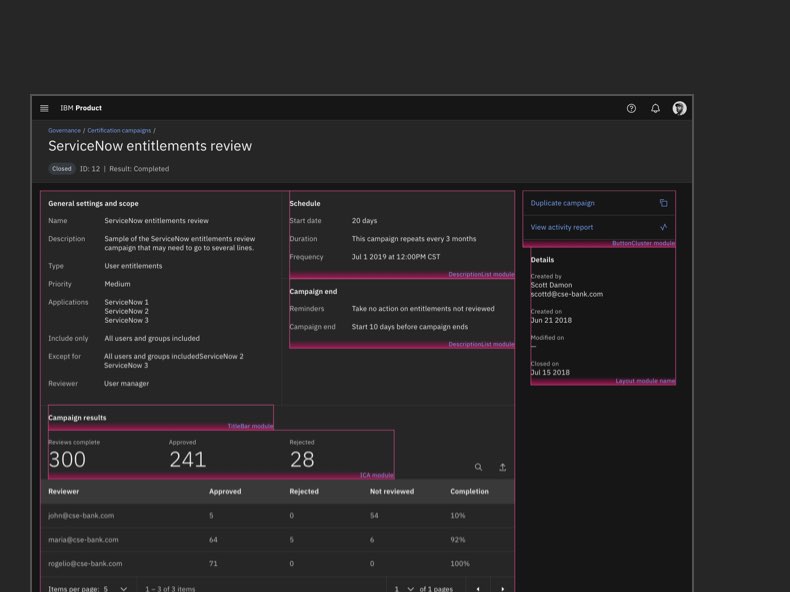 IBM Product
Governance / Certification campaigns /
ServiceNow entitlements review
Closed ID: 12 | Result: Completed
General settings and scope
Name ServiceNow entitlements review
Description Sample of the ServiceNow entitlements review
campaign that may need to go to several lines.
Type User entitlements
Priority Medium
Applications ServiceNow 1
ServiceNow 2
ServiceNow 3
Include only All users and groups included
Except for All users and groups includedServiceNow 2
ServiceNow 3
Reviewer User manager
Schedule
Start date 20 days
Duration This campaign repeats every 3 months
Frequency Jul 1 2019 at 12:00PM CST
DescriptionList module
Campaign end
Reminders Take no action on entitlements not reviewed
Campaign end Start 10 days before campaign ends
DescriptionList module
Duplicate campaign
View activity report
ButtonCluster module
Details
Created by
Scott Damon
scottd@cse-bank.com
Created on
Jun 21 2018
Modified on
—
Closed on
Jul 15 2018
Layout module name
Campaign results
TitleBar module
Reviews complete Approved Rejected
300 241 28
ICA module
Reviewer Approved Rejected Not reviewed Completion
john@cse-bank.com 5 0 54 10%
maria@cse-bank.com 64 5 6 92%
rogelio@cse-bank.com 71 0 0 100%
Items per page: 5 1 – 3 of 3 items 1 of 1 pages